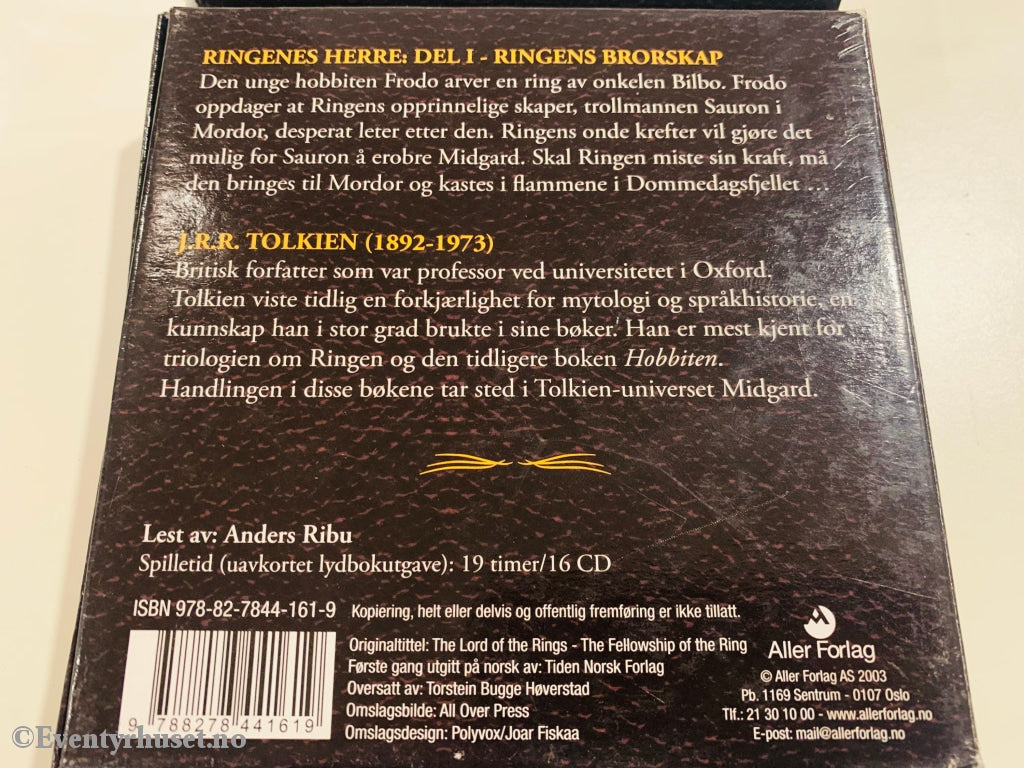 RINGENES HERRE: DEL I - RINGENS BRORSKAP
Den unge hobbiten Frodo arver en ring av onkelen Bilbo. Frodo
oppdager at Ringens opprinnelige skaper, trollmannen Sauron i
Mordor, desperat leter etter den. Ringens onde krefter vil gjøre det
mulig for Sauron å erobre Midgard. Skal Ringen miste sin kraft, må
den bringes til Mordor og kastes i flammene i Dommedagsfjellet ...
J.R.R. TOLKIEN (1892-1973)
Britisk forfatter som var professor ved universitetet i Oxford.
Tolkien viste tidlig en forkjærlighet for mytologi og språkhistorie, en
kunnskap han i stor grad brukte i sine bøker. Han er mest kjent for
triologien om Ringen og den tidligere boken Hobbiten.
Handlingen i disse bøkene tar sted i Tolkien-universet Midgard.
Lest av: Anders Ribu
Spilletid (uavkortet lydbokutgave): 19 timer/16 CD
ISBN 978-82-7844-161-9
Kopiering, helt eller delvis og offentlig fremføring er ikke tillatt.
Originaltittel: The Lord of the Rings - The Fellowship of the Ring
Første gang utgitt på norsk av: Tiden Norsk Forlag
Oversatt av: Torstein Bugge Høverstad
Omslagsbilde: All Over Press
Omslagsdesign: Polyvox/Joar Fiskaa
Aller Forlag
© Aller Forlag AS 2003
Pb. 1169 Sentrum - 0107 Oslo
Tlf.: 21 30 10 00 - www.allerforlag.no
E-post: mail@allerforlag.no
9 788278 441619
©Eventyrhuset.no